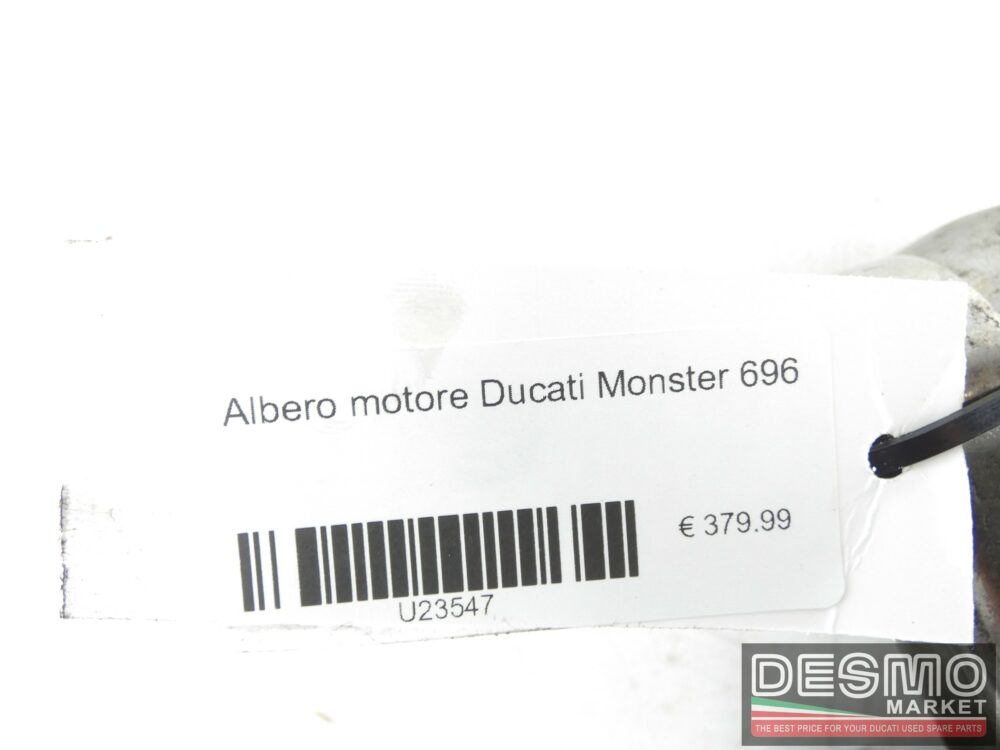 Albero motore Ducati Monster 696
€ 379.99
U23547
DESMO
MARKET
THE BEST PRICE FOR YOUR DUCATI USED SPARE PARTS